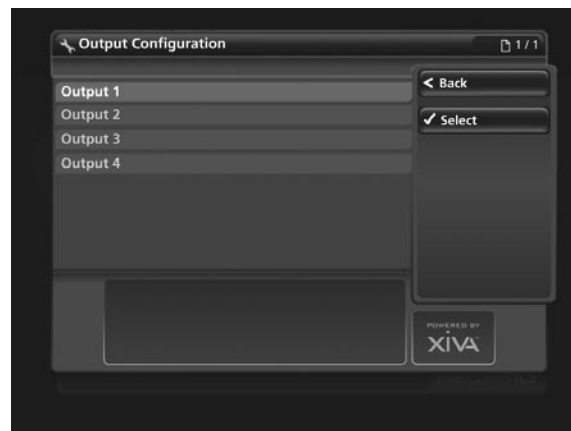 Output Configuration
1 / 1
Output 1
Output 2
Output 3
Output 4
< Back
✓ Select
POWERED BY
XIVA